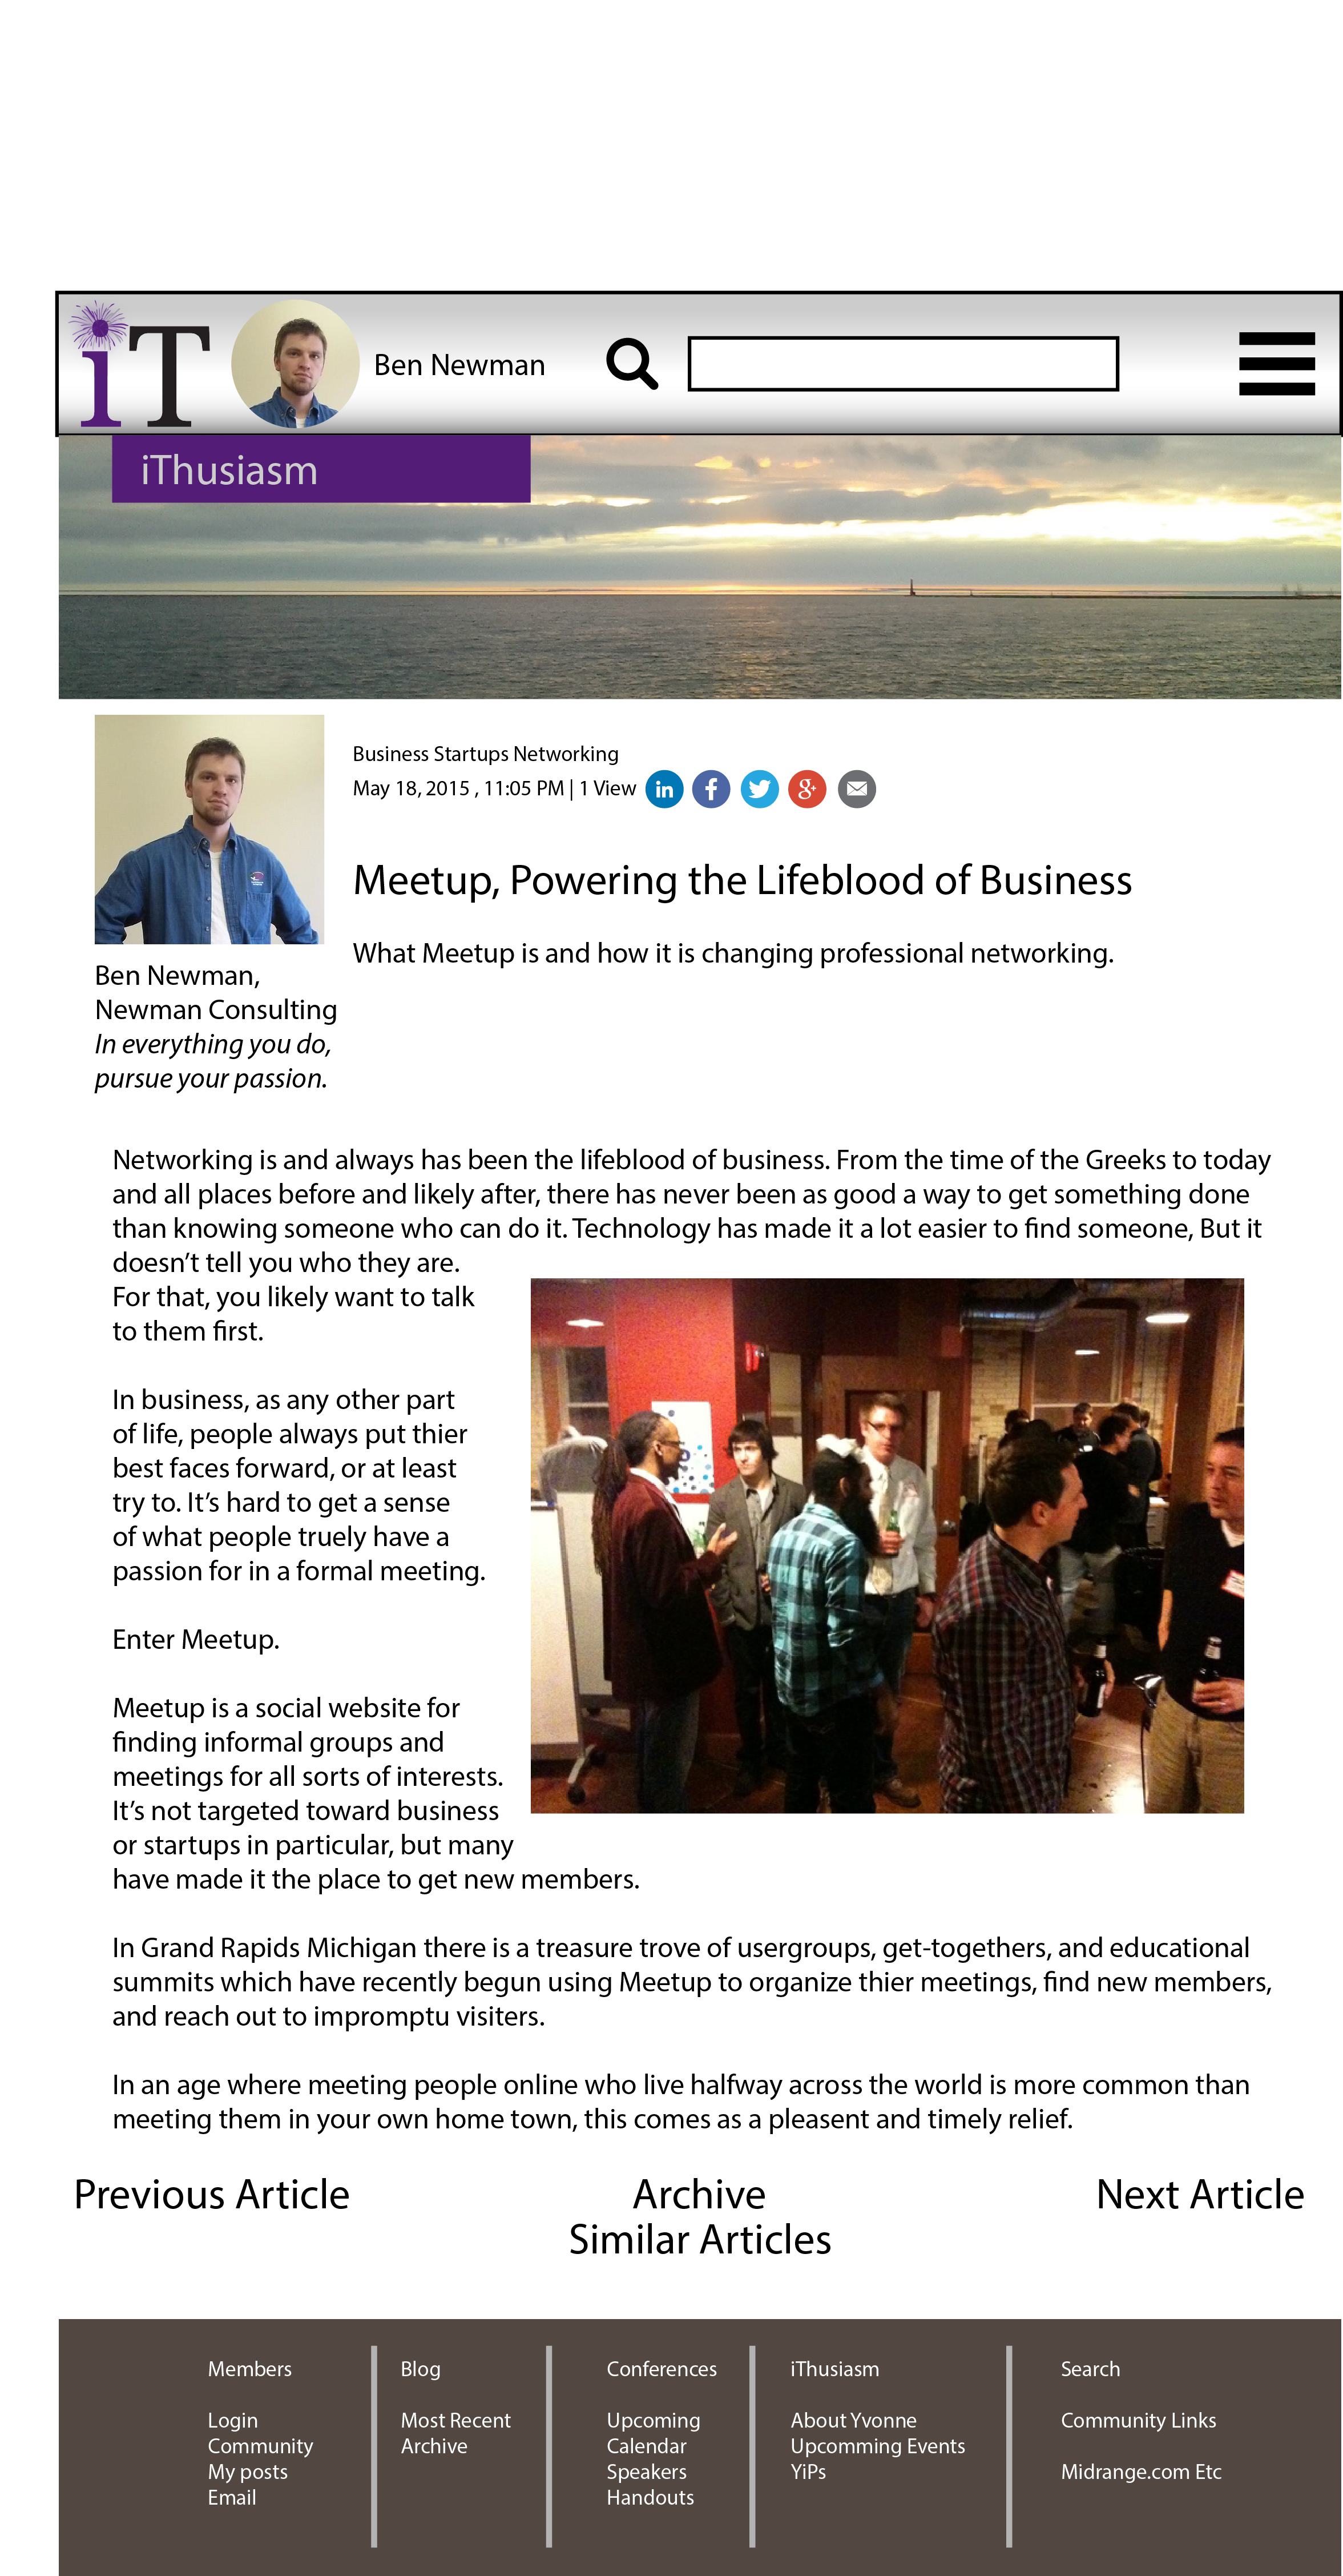 iT
Ben Newman
iThusiasm
Business Startups Networking
May 18, 2015 , 11:05 PM | 1 View
in f g+
Meetup, Powering the Lifeblood of Business
What Meetup is and how it is changing professional networking.
Ben Newman,
Newman Consulting
In everything you do,
pursue your passion.
Networking is and always has been the lifeblood of business. From the time of the Greeks to today
and all places before and likely after, there has never been as good a way to get something done
than knowing someone who can do it. Technology has made it a lot easier to find someone, But it
doesn't tell you who they are.
For that, you likely want to talk
to them first.
In business, as any other part
of life, people always put thier
best faces forward, or at least
try to. It's hard to get a sense
of what people truely have a
passion for in a formal meeting.
Enter Meetup.
Meetup is a social website for
finding informal groups and
meetings for all sorts of interests.
It's not targeted toward business
or startups in particular, but many
have made it the place to get new members.
In Grand Rapids Michigan there is a treasure trove of usergroups, get-togethers, and educational
summits which have recently begun using Meetup to organize thier meetings, find new members,
and reach out to impromptu visiters.
In an age where meeting people online who live halfway across the world is more common than
meeting them in your own home town, this comes as a pleasent and timely relief.
Previous Article
Archive
Next Article
Similar Articles
Members
Login
Community
My posts
Email
Blog
Most Recent
Archive
Conferences
Upcoming
Calendar
Speakers
Handouts
iThusiasm
About Yvonne
Upcomming Events
YiPs
Search
Community Links
Midrange.com Etc